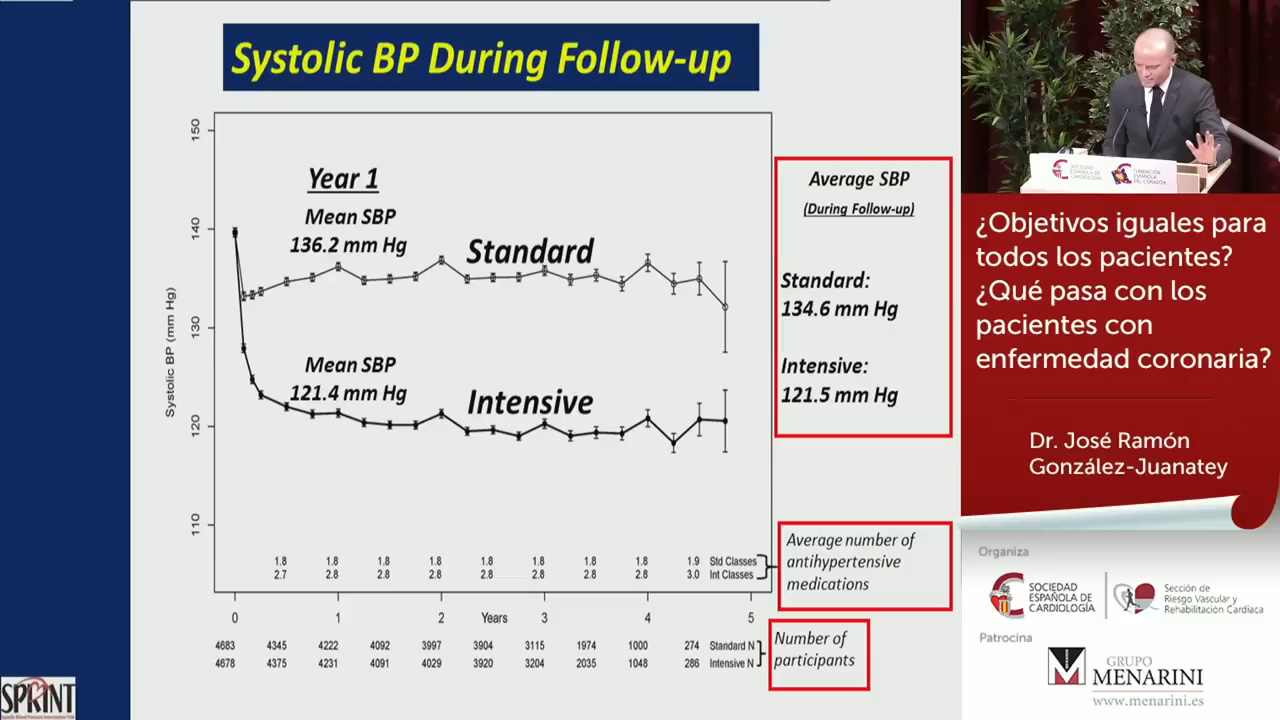 Systolic BP During Follow-up
150
140
130
120
110
Systolic BP (mm Hg)
Year 1
Mean SBP
136.2 mm Hg
Standard
Mean SBP
121.4 mm Hg
Intensive
1.8 1.8 1.8 1.8 1.8 1.8 1.8 1.8 1.9 Std Classes
2.7 2.8 2.8 2.8 2.8 2.8 2.8 2.8 3.0 Int Classes
0 1 2 Years 3 4 5
4683 4345 4222 4092 3997 3904 3115 1974 1000 274 Standard N
4678 4375 4231 4091 4029 3920 3204 2035 1048 286 Intensive N
Average SBP
(During Follow-up)
Standard:
134.6 mm Hg
Intensive:
121.5 mm Hg
Average number of
antihypertensive
medications
Number of
participants
SPRINT
SOCIEDAD
ESPAÑOLA DE
CARDIOLOGÍA
FUNDACIÓN
ESPAÑOLA
DEL CORAZÓN
¿Objetivos iguales para
todos los pacientes?
¿Qué pasa con los
pacientes con
enfermedad coronaria?
Dr. José Ramón
González-Juanatey
Organiza
SOCIEDAD
ESPAÑOLA DE
CARDIOLOGÍA
Sección de
Riesgo Vascular y
Rehabilitación Cardiaca
Patrocina
GRUPO
MENARINI
www.menarini.es